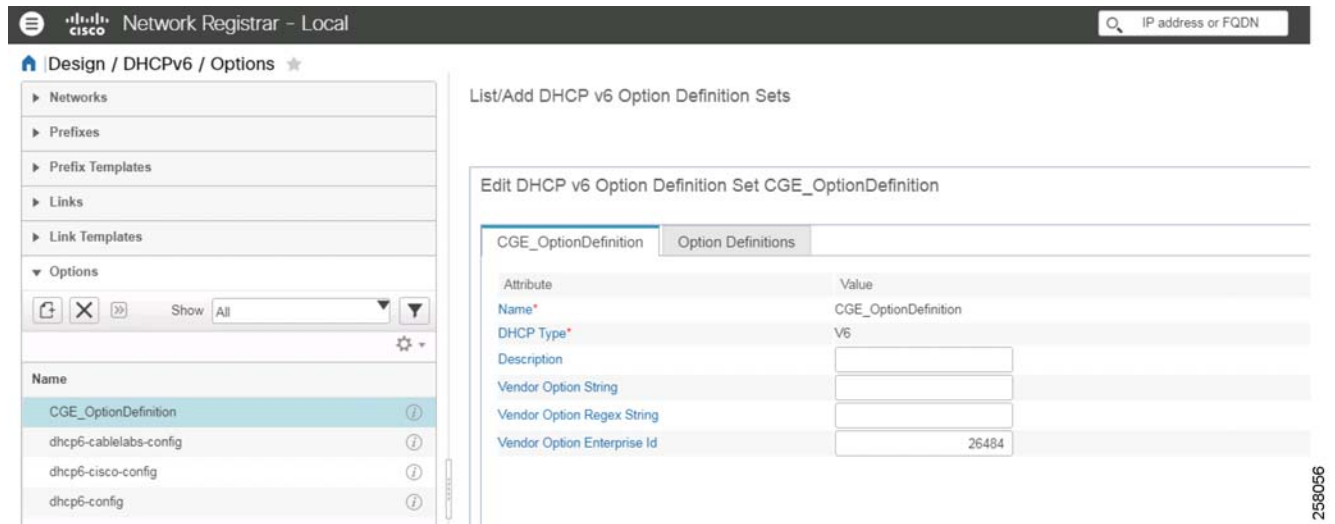 cisco Network Registrar - Local
IP address or FQDN
Design / DHCPv6 / Options
Networks
Prefixes
Prefix Templates
Links
Link Templates
Options
Show All
Name
CGE_OptionDefinition
dhcp6-cablelabs-config
dhcp6-cisco-config
dhcp6-config
List/Add DHCP v6 Option Definition Sets
Edit DHCP v6 Option Definition Set CGE_OptionDefinition
CGE_OptionDefinition Option Definitions
Attribute Value
Name* CGE_OptionDefinition
DHCP Type* V6
Description
Vendor Option String
Vendor Option Regex String
Vendor Option Enterprise Id 26484
258056